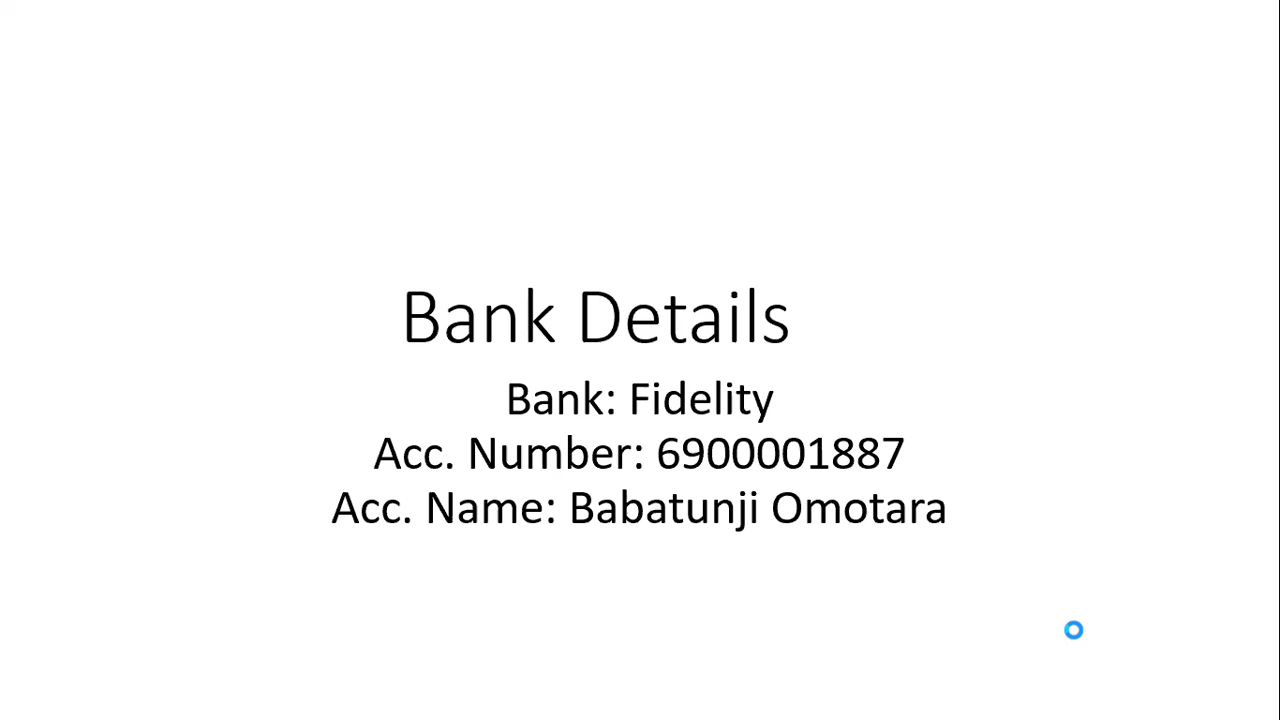 Bank Details
Bank: Fidelity
Acc. Number: 6900001887
Acc. Name: Babatunji Omotara